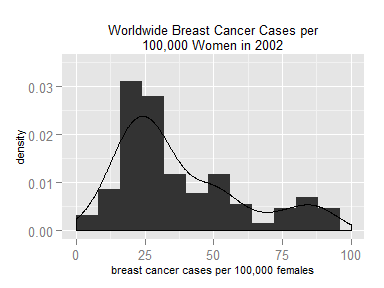 Worldwide Breast Cancer Cases per
100,000 Women in 2002
density
0.03
0.02
0.01
0.00
0
25
50
75
100
breast cancer cases per 100,000 females